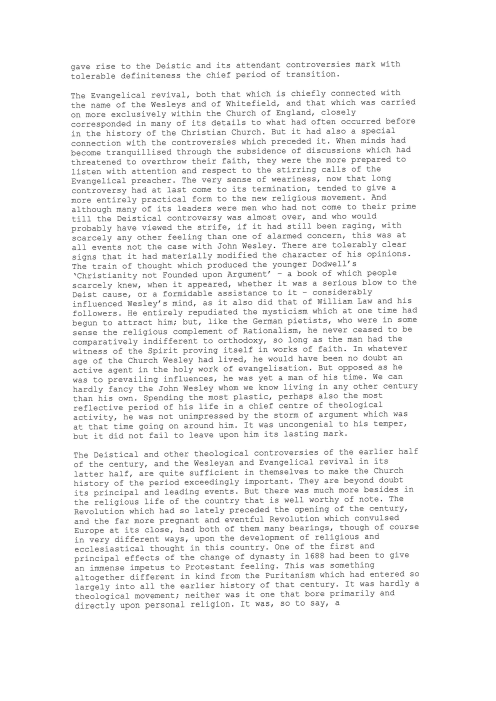 gave rise to the Deistic and its attendant controversies mark with
tolerable definiteness the chief period of transition.
The Evangelical revival, both that which is chiefly connected with
the name of the Wesleys and of Whitefield, and that which was carried
on more exclusively within the Church of England, closely
corresponded in many of its details to what had often occurred before
in the history of the Christian Church. But it had also a special
connection with the controversies which preceded it. When minds had
become tranquillised through the subsidence of discussions which had
threatened to overthrow their faith, they were the more prepared to
listen with attention and respect to the stirring calls of the
Evangelical preacher. The very sense of weariness, now that long
controversy had at last come to its termination, tended to give a
more entirely practical form to the new religious movement. And
although many of its leaders were men who had not come to their prime
till the Deistical controversy was almost over, and who would
probably have viewed the strife, if it had still been raging, with
scarcely any other feeling than one of alarmed concern, this was at
all events not the case with John Wesley. There are tolerably clear
signs that it had materially modified the character of his opinions.
The train of thought which produced the younger Dodwell's
'Christianity not Founded upon Argument' – a book of which people
scarcely knew, when it appeared, whether it was a serious blow to the
Deist cause, or a formidable assistance to it – considerably
influenced Wesley's mind, as it also did that of William Law and his
followers. He entirely repudiated the mysticism which at one time had
begun to attract him; but, like the German pietists, who were in some
sense the religious complement of Rationalism, he never ceased to be
comparatively indifferent to orthodoxy, so long as the man had the
witness of the Spirit proving itself in works of faith. In whatever
age of the Church Wesley had lived, he would have been no doubt an
active agent in the holy work of evangelisation. But opposed as he
was to prevailing influences, he was yet a man of his time. We can
hardly fancy the John Wesley whom we know living in any other century
than his own. Spending the most plastic, perhaps also the most
reflective period of his life in a chief centre of theological
activity, he was not unimpressed by the storm of argument which was
at that time going on around him. It was uncongenial to his temper,
but it did not fail to leave upon him its lasting mark.
The Deistical and other theological controversies of the earlier half
of the century, and the Wesleyan and Evangelical revival in its
latter half, are quite sufficient in themselves to make the Church
history of the period exceedingly important. They are beyond doubt
its principal and leading events. But there was much more besides in
the religious life of the country that is well worthy of note. The
Revolution which had so lately preceded the opening of the century,
and the far more pregnant and eventful Revolution which convulsed
Europe at its close, had both of them many bearings, though of course
in very different ways, upon the development of religious and
ecclesiastical thought in this country. One of the first and
principal effects of the change of dynasty in 1688 had been to give
an immense impetus to Protestant feeling. This was something
altogether different in kind from the Puritanism which had entered so
largely into all the earlier history of that century. It was hardly a
theological movement; neither was it one that bore primarily and
directly upon personal religion. It was, so to say, a